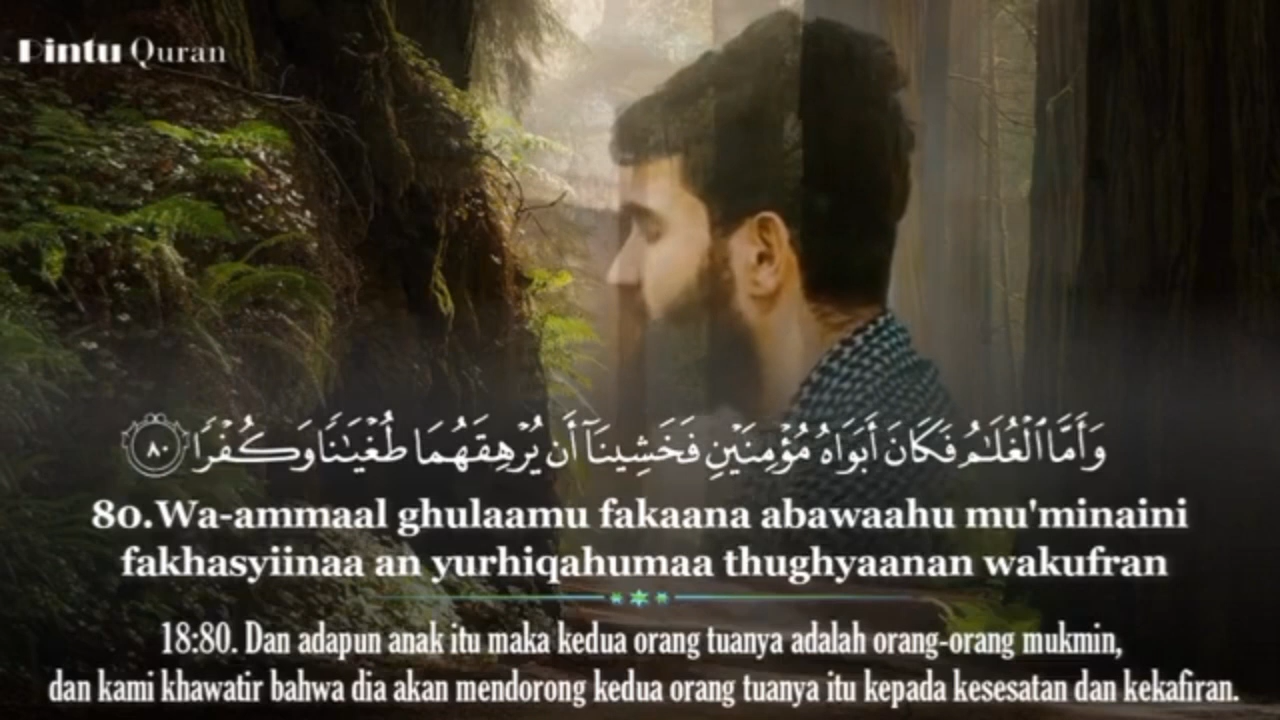 Pintu Quran
وَأَمَّا ٱلْغُلَٰمُ فَكَانَ أَبَوَاهُ مُؤْمِنَيْنِ فَخَشِينَآ أَن يُرْهِقَهُمَا طُغْيَٰنًا وَكُفْرًا ٨٠
80.Wa-ammaal ghulaamu fakaana abawaahu mu'minaini
fakhasyiinaa an yurhiqahumaa thughyaanan wakufran
18:80. Dan adapun anak itu maka kedua orang tuanya adalah orang-orang mukmin,
dan kami khawatir bahwa dia akan mendorong kedua orang tuanya itu kepada kesesatan dan kekafiran.